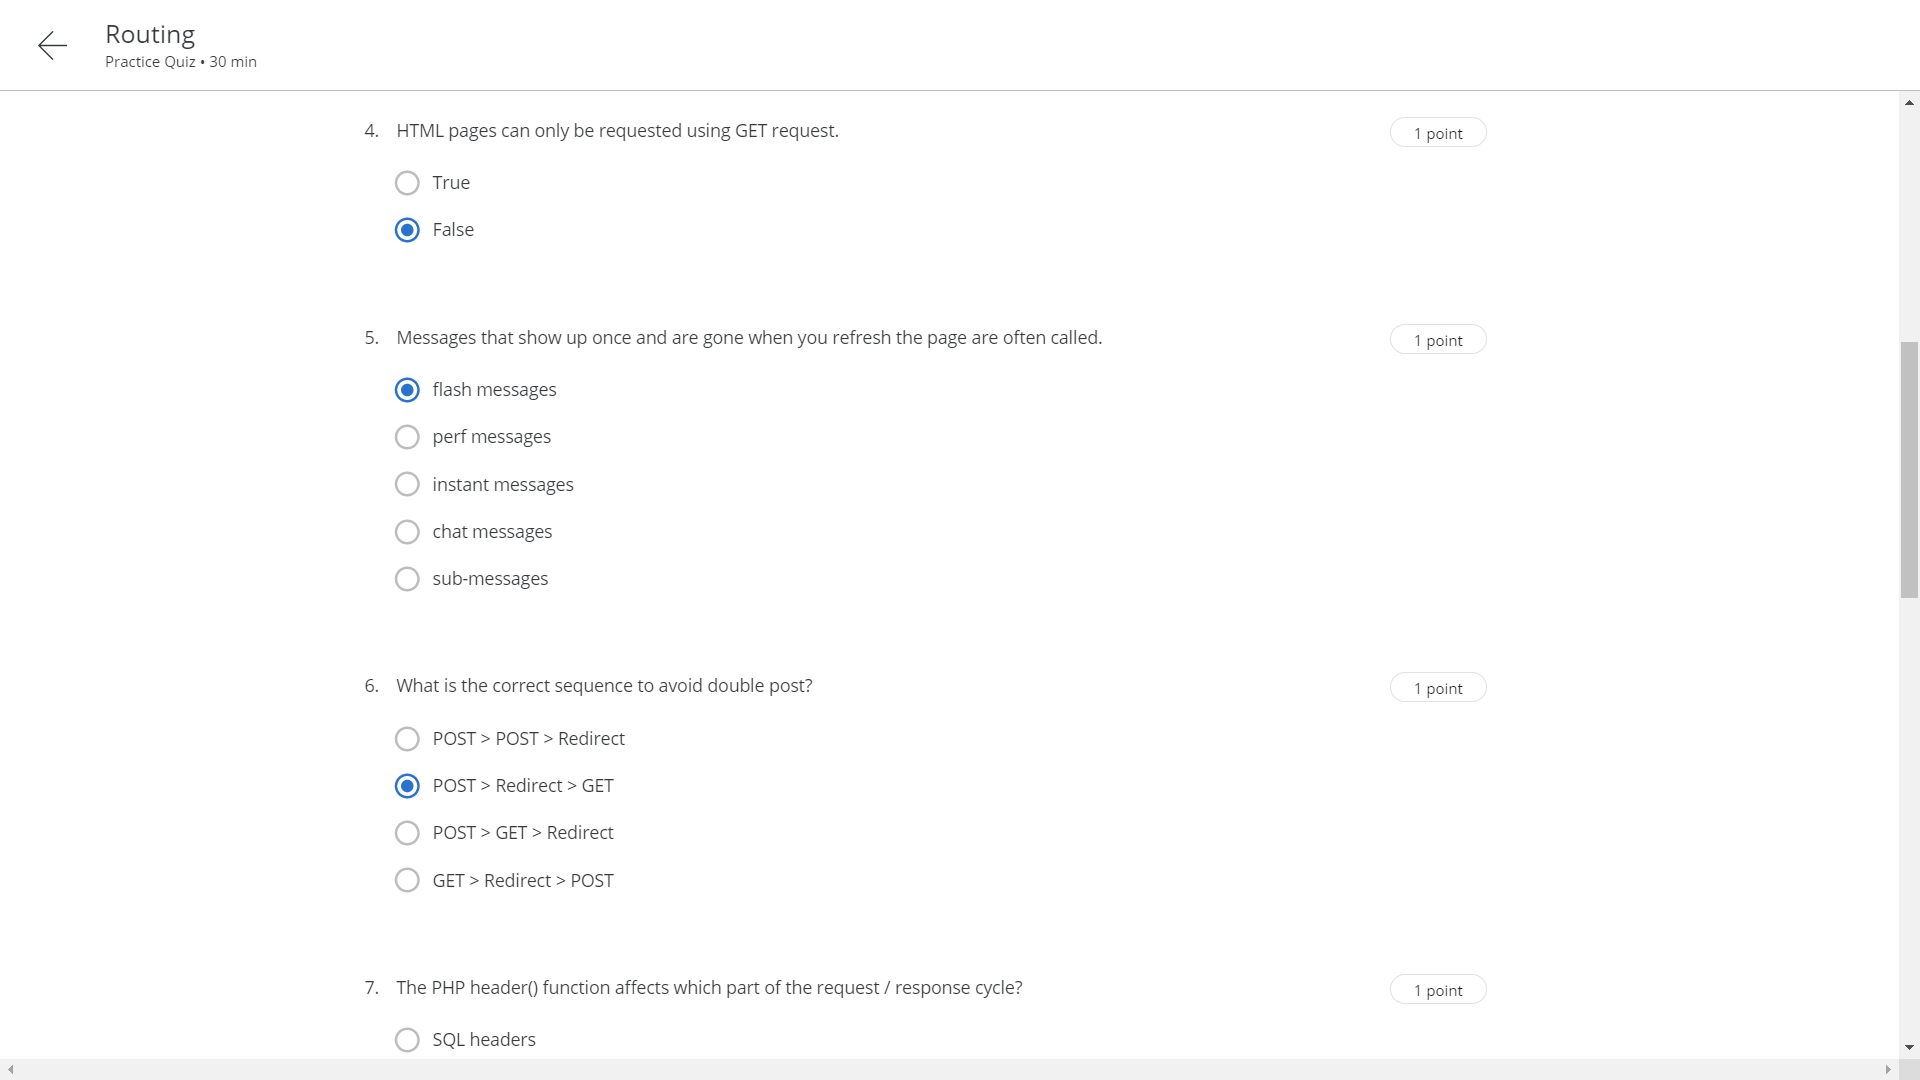 Routing
Practice Quiz • 30 min
4. HTML pages can only be requested using GET request.
1 point
True
False
5. Messages that show up once and are gone when you refresh the page are often called.
1 point
flash messages
perf messages
instant messages
chat messages
sub-messages
6. What is the correct sequence to avoid double post?
1 point
POST > POST > Redirect
POST > Redirect > GET
POST > GET > Redirect
GET > Redirect > POST
7. The PHP header() function affects which part of the request / response cycle?
1 point
SQL headers